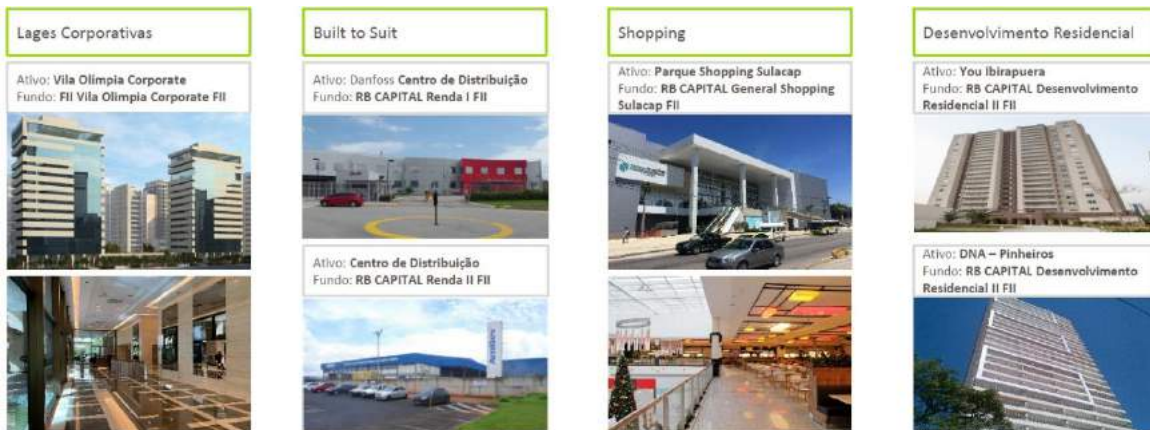 Lages Corporativas
Ativo: Vila Olímpia Corporate
Fundo: FII Vila Olimpia Corporate FII
Built to Suit
Ativo: Danfoss Centro de Distribuição
Fundo: RB CAPITAL Renda I FII
Ativo: Centro de Distribuição
Fundo: RB CAPITAL Renda II FII
Shopping
Ativo: Parque Shopping Sulacap
Fundo: RB CAPITAL General Shopping
Sulacap FII
Desenvolvimento Residencial
Ativo: You Ibirapuera
Fundo: RB CAPITAL Desenvolvimento
Residencial II FII
Ativo: DNA – Pinheiros
Fundo: RB CAPITAL Desenvolvimento
Residencial II FII